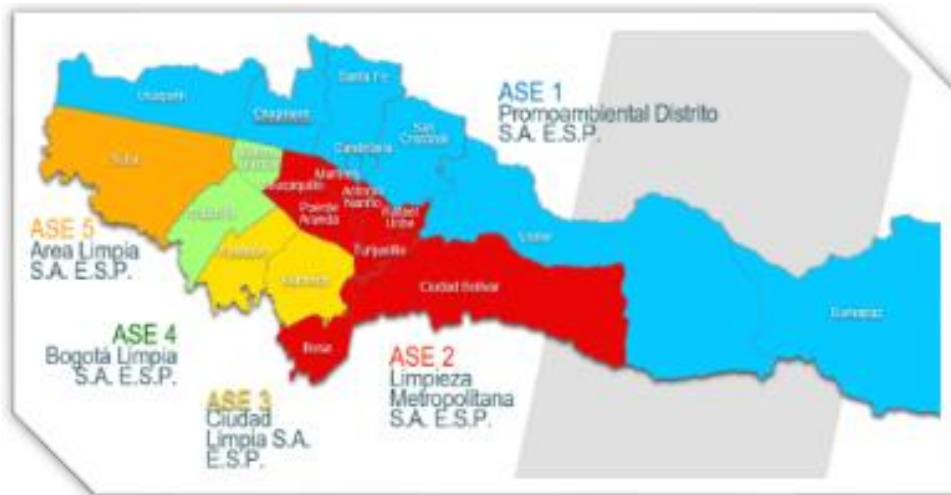 Usaquén
Chapinero
Santa Fe
San
Cristóbal
Candelaria
Suba
Mártires
Teusaquillo
Antonio
Nariño
Puente
Aranda
Rafael
Uribe
Tunjuelito
Usme
Ciudad Bolívar
Kennedy
Bosa
Sumapaz
ASE 1
Promoambiental Distrito
S.A. E.S.P.
ASE 5
Area Limpia
S.A. E.S.P.
ASE 4
Bogotá Limpia
S.A. E.S.P.
ASE 3
Ciudad
Limpia S.A.
E.S.P.
ASE 2
Limpieza
Metropolitana
S.A. E.S.P.